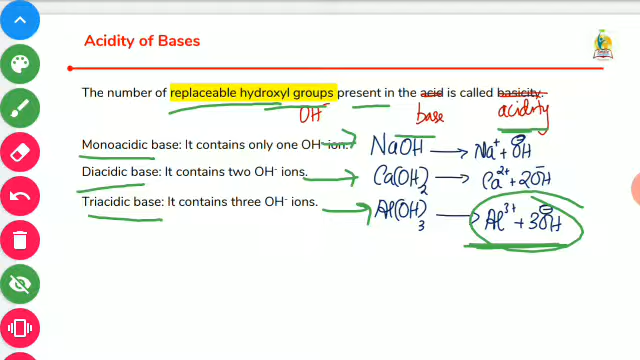 Acidity of Bases
The number of replaceable hydroxyl groups present in the acid is called basicity.
OH⁻ base acidity
Monoacidic base: It contains only one OH⁻ ion. NaOH → Na⁺ + OH⁻
Diacidic base: It contains two OH⁻ ions. Ca(OH)₂ → Ca²⁺ + 2OH⁻
Triacidic base: It contains three OH⁻ ions. Al(OH)₃ → Al³⁺ + 3OH⁻